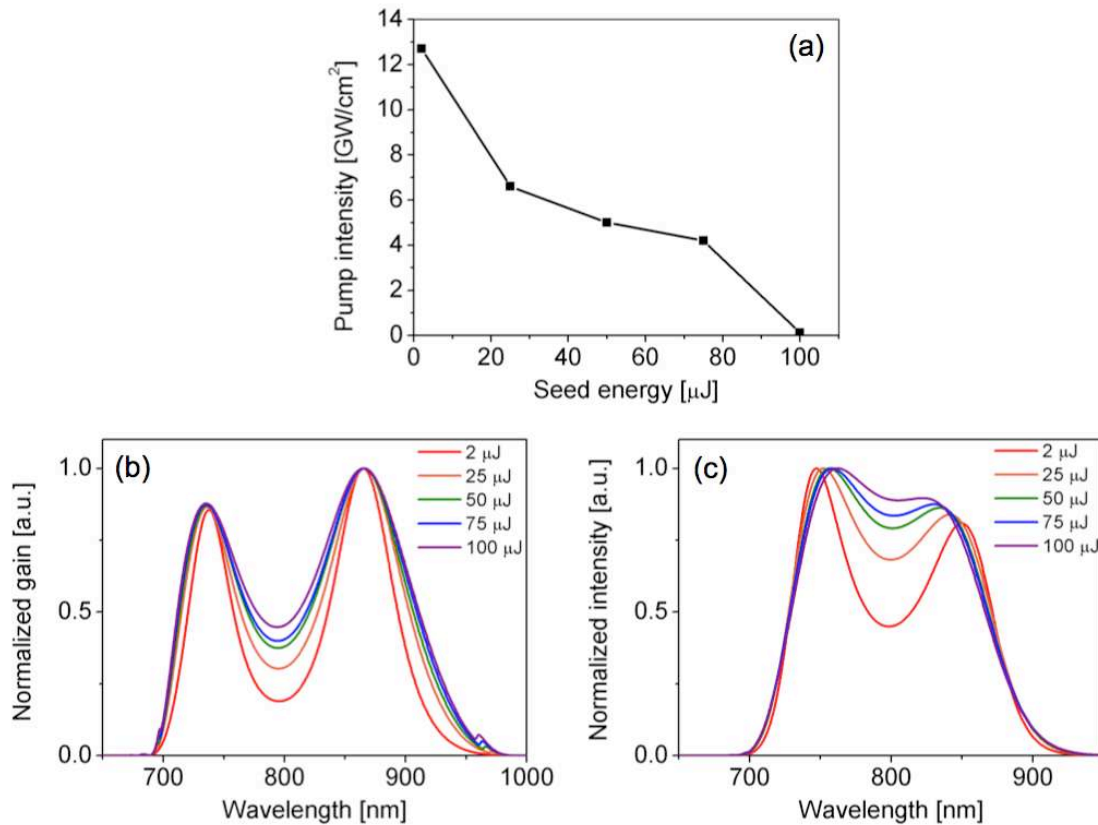 (a)
Pump intensity [GW/cm²]
14
12
10
8
6
4
2
0
0 20 40 60 80 100
Seed energy [μJ]
(b)
Normalized gain [a.u.]
1.0
0.5
0.0
2 μJ
25 μJ
50 μJ
75 μJ
100 μJ
700 800 900 1000
Wavelength [nm]
(c)
Normalized intensity [a.u.]
1.0
0.5
0.0
2 μJ
25 μJ
50 μJ
75 μJ
100 μJ
700 800 900
Wavelength [nm]